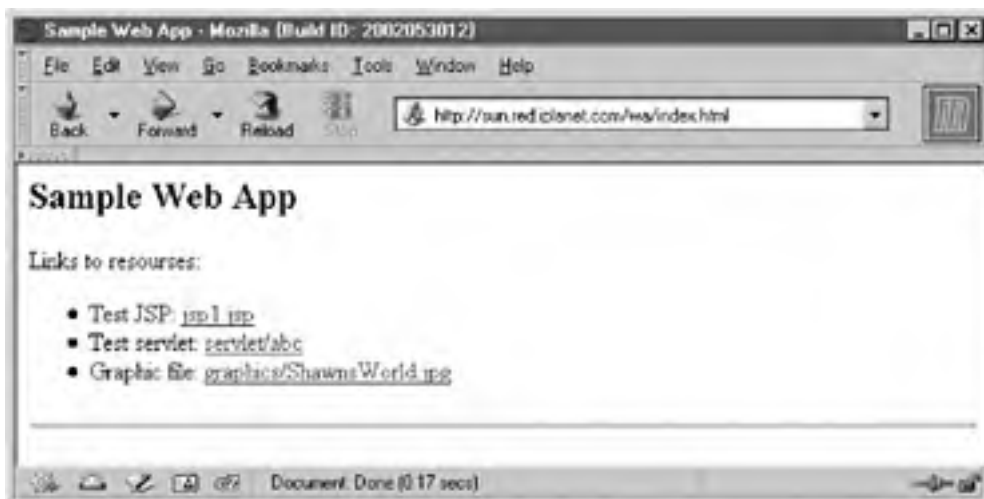 Sample Web App - Mozilla (Build ID: 2002053012)
File Edit View Go Bookmarks Tools Window Help
Back Forward Reload Stop http://sun.red.iplanet.com/wa/index.html
Sample Web App
Links to resourses:
Test JSP: jsp1.jsp
Test servlet: servlet/abc
Graphic file: graphics/ShawnsWorld.jpg
Document: Done (0.17 secs)